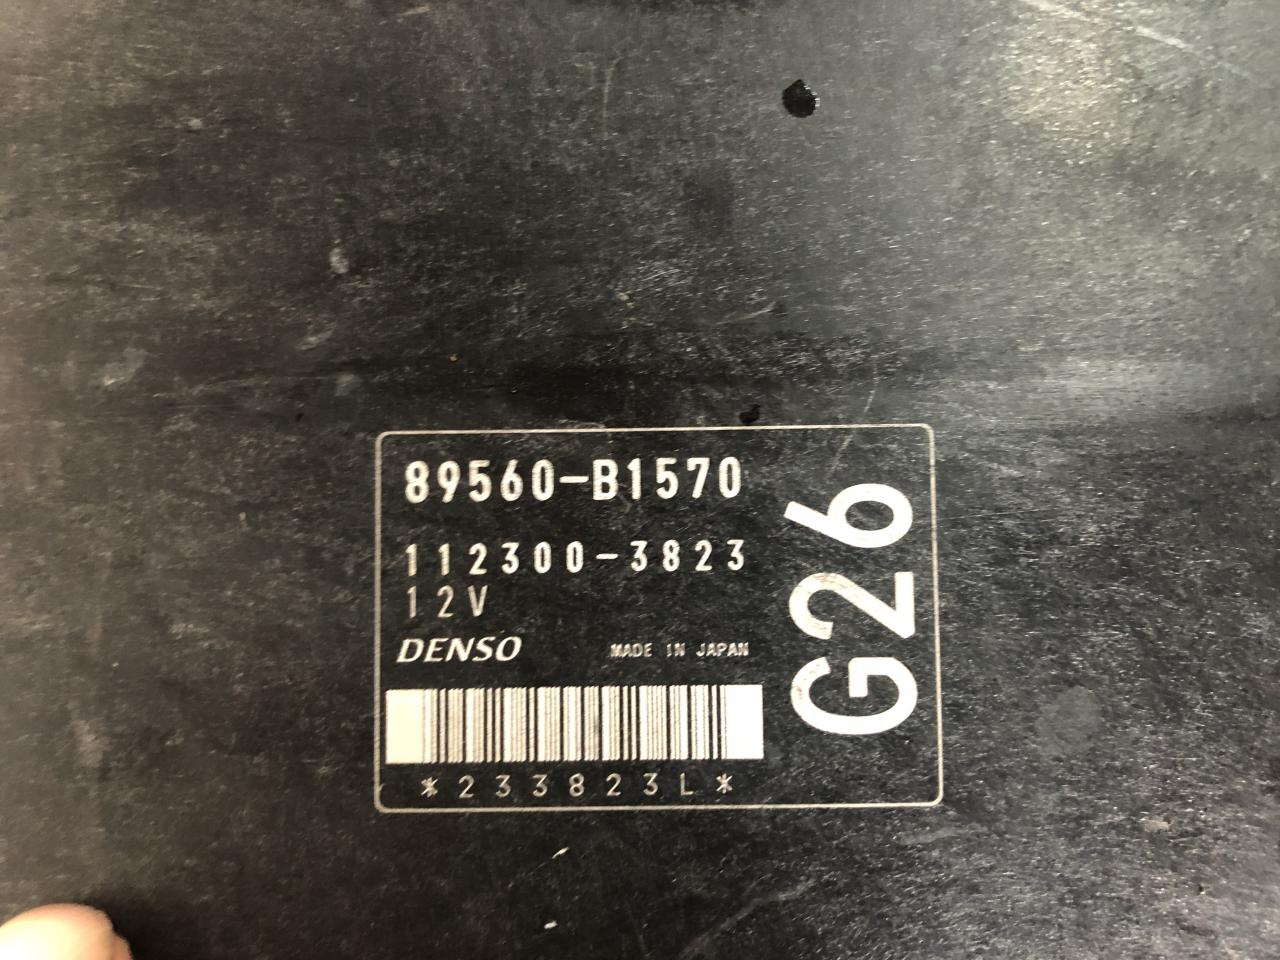 89560-B1570
112300-3823
12V
DENSO MADE IN JAPAN
*233823L*
G26